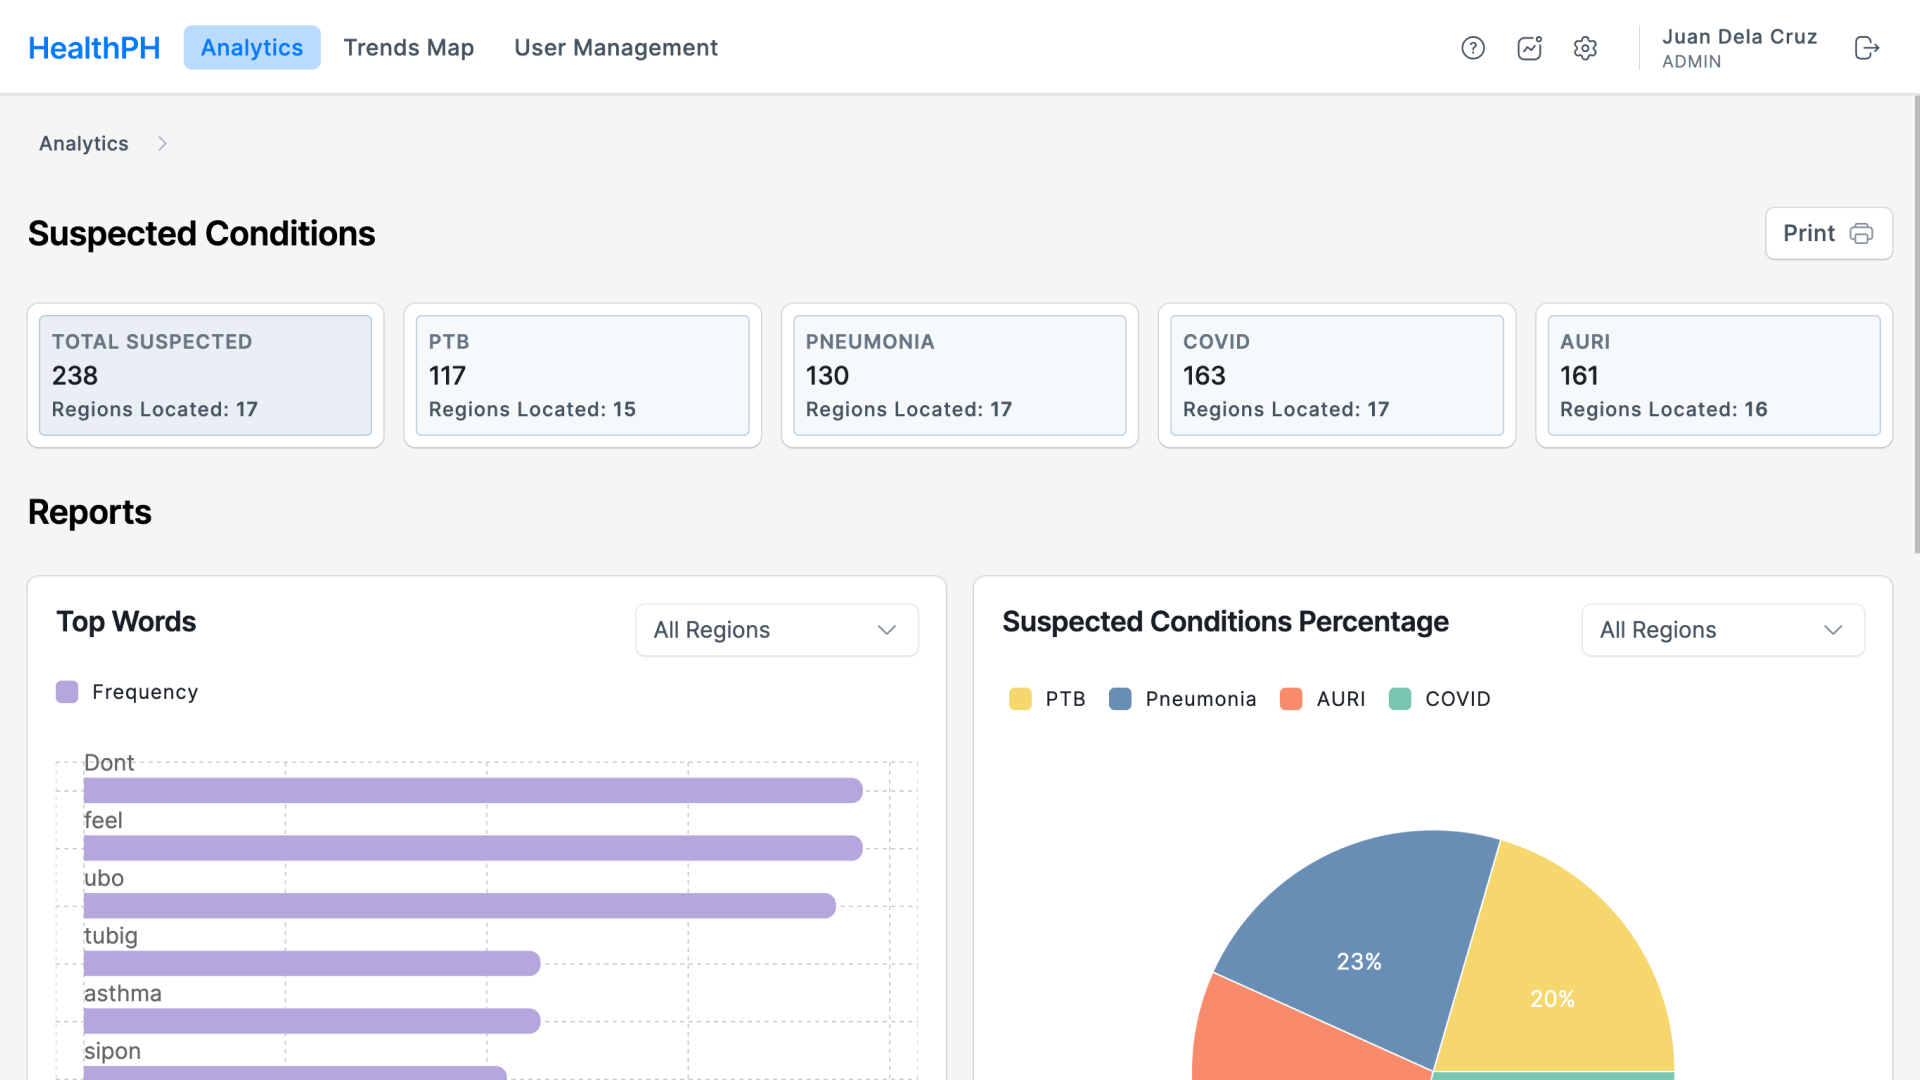 HealthPH
Analytics
Trends Map
User Management
Juan Dela Cruz
ADMIN
Analytics
Suspected Conditions
Print
TOTAL SUSPECTED
238
Regions Located: 17
PTB
117
Regions Located: 15
PNEUMONIA
130
Regions Located: 17
COVID
163
Regions Located: 17
AURI
161
Regions Located: 16
Reports
Top Words
All Regions
Frequency
Dont
feel
ubo
tubig
asthma
sipon
Suspected Conditions Percentage
All Regions
PTB
Pneumonia
AURI
COVID
23%
20%